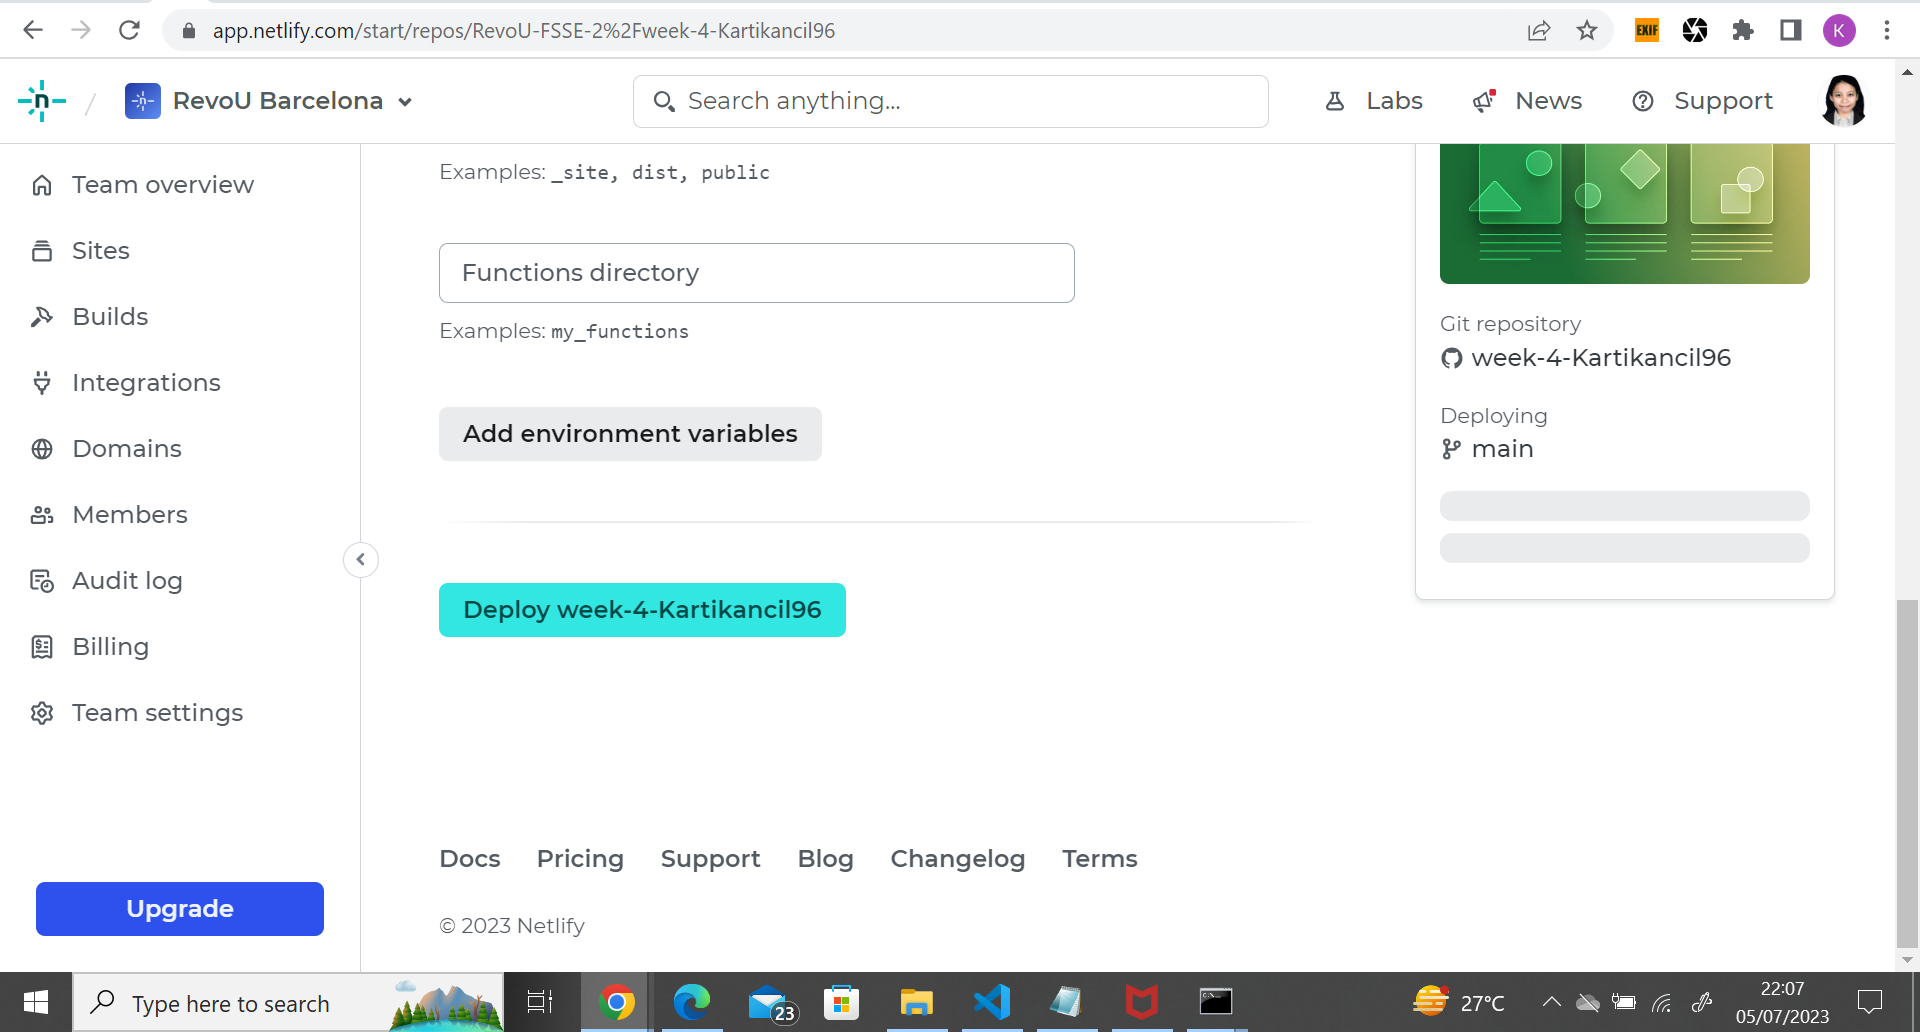 app.netlify.com/start/repos/RevoU-FSSE-2%2Fweek-4-Kartikancil96
EXIF
K
n / RevoU Barcelona
Search anything...
Labs
News
Support
Team overview
Sites
Builds
Integrations
Domains
Members
Audit log
Billing
Team settings
Upgrade
Examples: _site, dist, public
Functions directory
Examples: my_functions
Add environment variables
Deploy week-4-Kartikancil96
Git repository
week-4-Kartikancil96
Deploying
main
Docs Pricing Support Blog Changelog Terms
© 2023 Netlify
Type here to search
23
27°C
22:07
05/07/2023